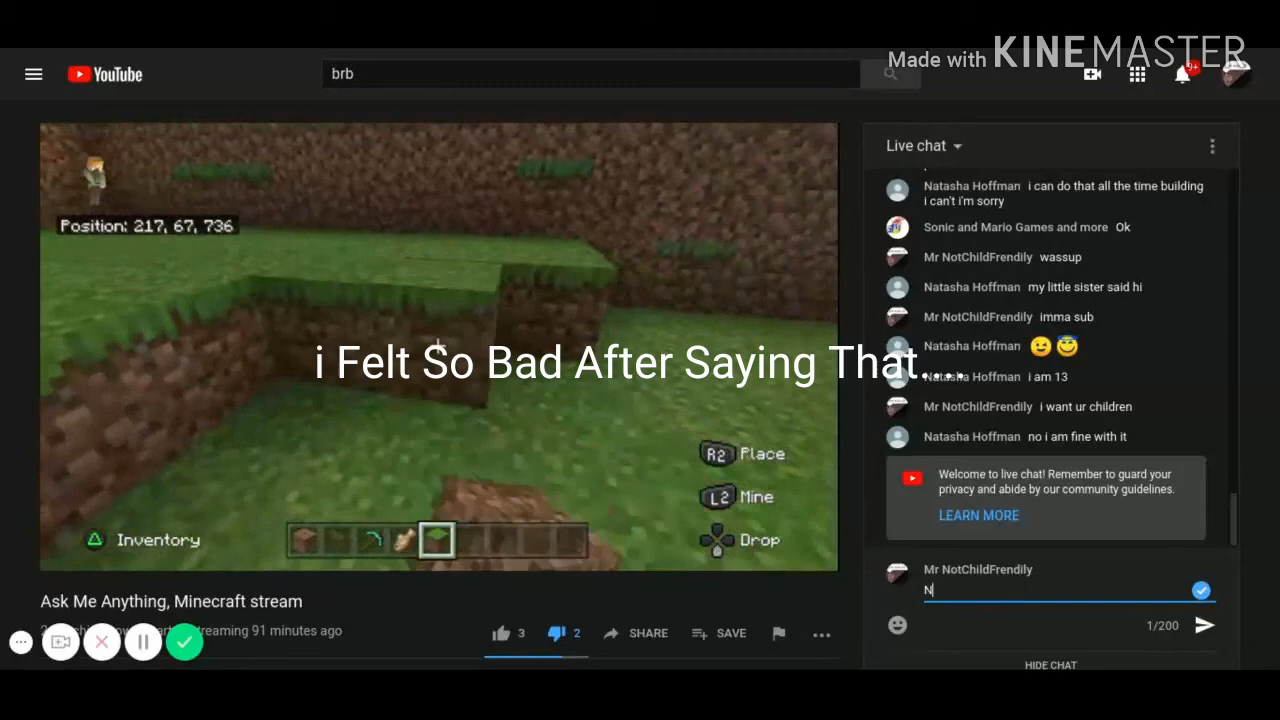 Made with KINEMASTER
YouTube
brb
9+
Position: 217, 67, 736
R2 Place
L2 Mine
Drop
Inventory
i Felt So Bad After Saying That....
Ask Me Anything, Minecraft stream
streaming 91 minutes ago
3
2
SHARE
SAVE
Live chat
Natasha Hoffman i can do that all the time building
i can't i'm sorry
Sonic and Mario Games and more Ok
Mr NotChildFrendily wassup
Natasha Hoffman my little sister said hi
Mr NotChildFrendily imma sub
Natasha Hoffman 😉 😇
Natasha i am 13
Mr NotChildFrendily i want ur children
Natasha Hoffman no i am fine with it
Welcome to live chat! Remember to guard your
privacy and abide by our community guidelines.
LEARN MORE
Mr NotChildFrendily
N
1/200
HIDE CHAT